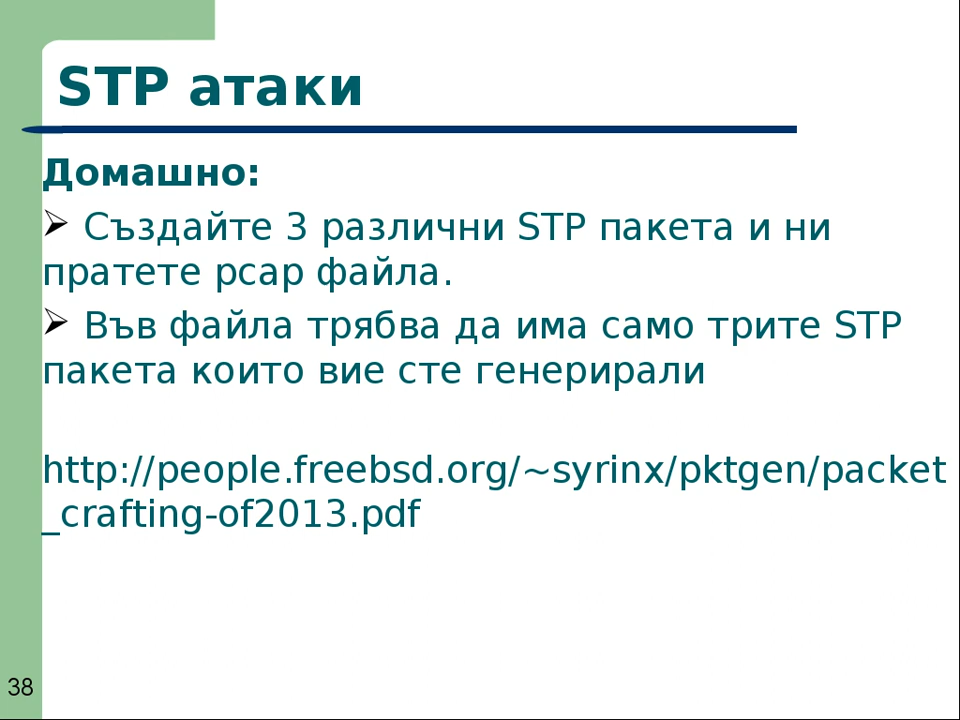 STP атаки
Домашно:
➢ Създайте 3 различни STP пакета и ни
пратете pcap файла.
➢ Във файла трябва да има само трите STP
пакета които вие сте генерирали
http://people.freebsd.org/~syrinx/pktgen/packet
_crafting-of2013.pdf
38